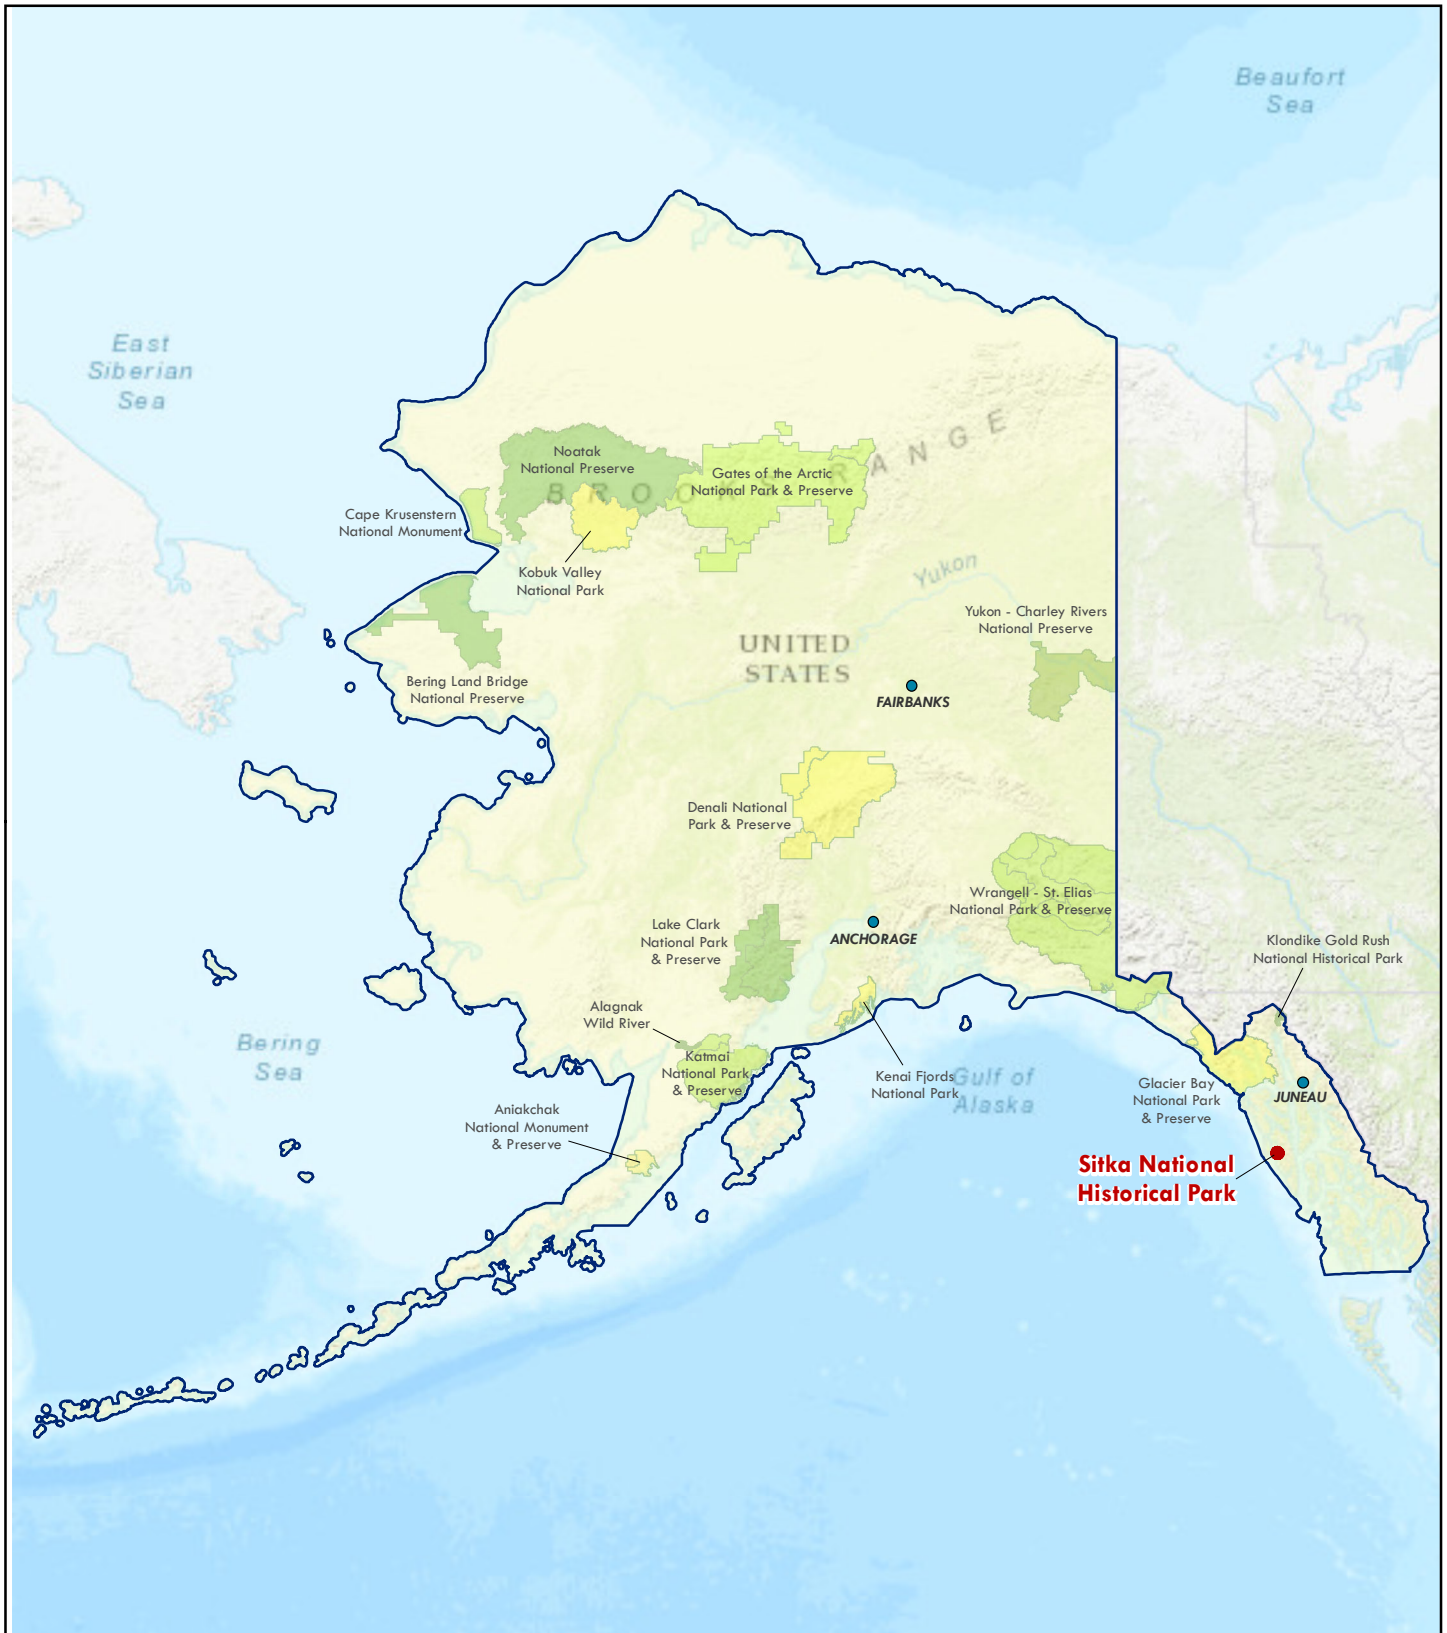 Beaufort
Sea
East
Siberian
Sea
BROOKS RANGE
Noatak
National Preserve
Gates of the Arctic
National Park & Preserve
Cape Krusenstern
National Monument
Kobuk Valley
National Park
Yukon
Yukon - Charley Rivers
National Preserve
UNITED
STATES
Bering Land Bridge
National Preserve
FAIRBANKS
Denali National
Park & Preserve
Wrangell - St. Elias
National Park & Preserve
Lake Clark
National Park
& Preserve
ANCHORAGE
Klondike Gold Rush
National Historical Park
Alagnak
Wild River
Bering
Sea
Katmai
National Park
& Preserve
Kenai Fjords
National Park
Gulf of
Alaska
Glacier Bay
National Park
& Preserve
JUNEAU
Aniakchak
National Monument
& Preserve
Sitka National
Historical Park